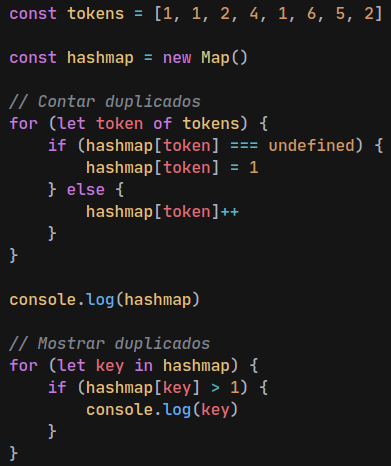 const tokens = [1, 1, 2, 4, 1, 6, 5, 2]

const hashmap = new Map()

// Contar duplicados
for (let token of tokens) {
    if (hashmap[token] === undefined) {
        hashmap[token] = 1
    } else {
        hashmap[token]++
    }
}

console.log(hashmap)

// Mostrar duplicados
for (let key in hashmap) {
    if (hashmap[key] > 1) {
        console.log(key)
    }
}